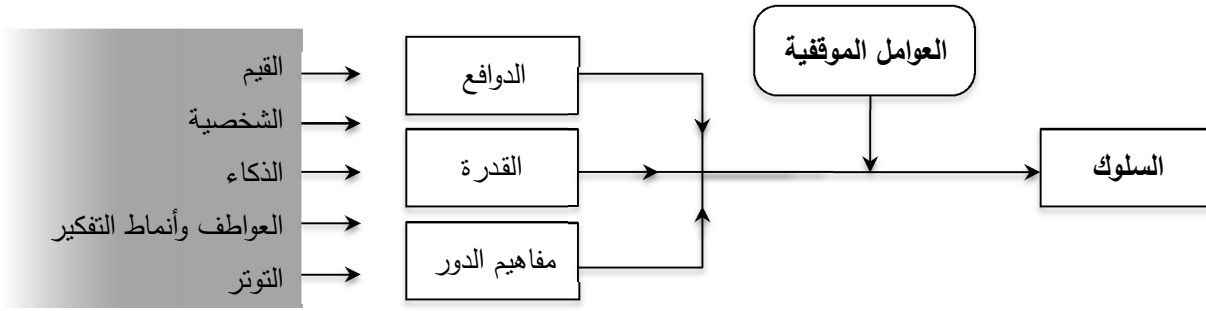 العوامل الموقفية
القيم
الشخصية
الذكاء
العواطف وأنماط التفكير
التوتر
الدوافع
القدرة
مفاهيم الدور
السلوك